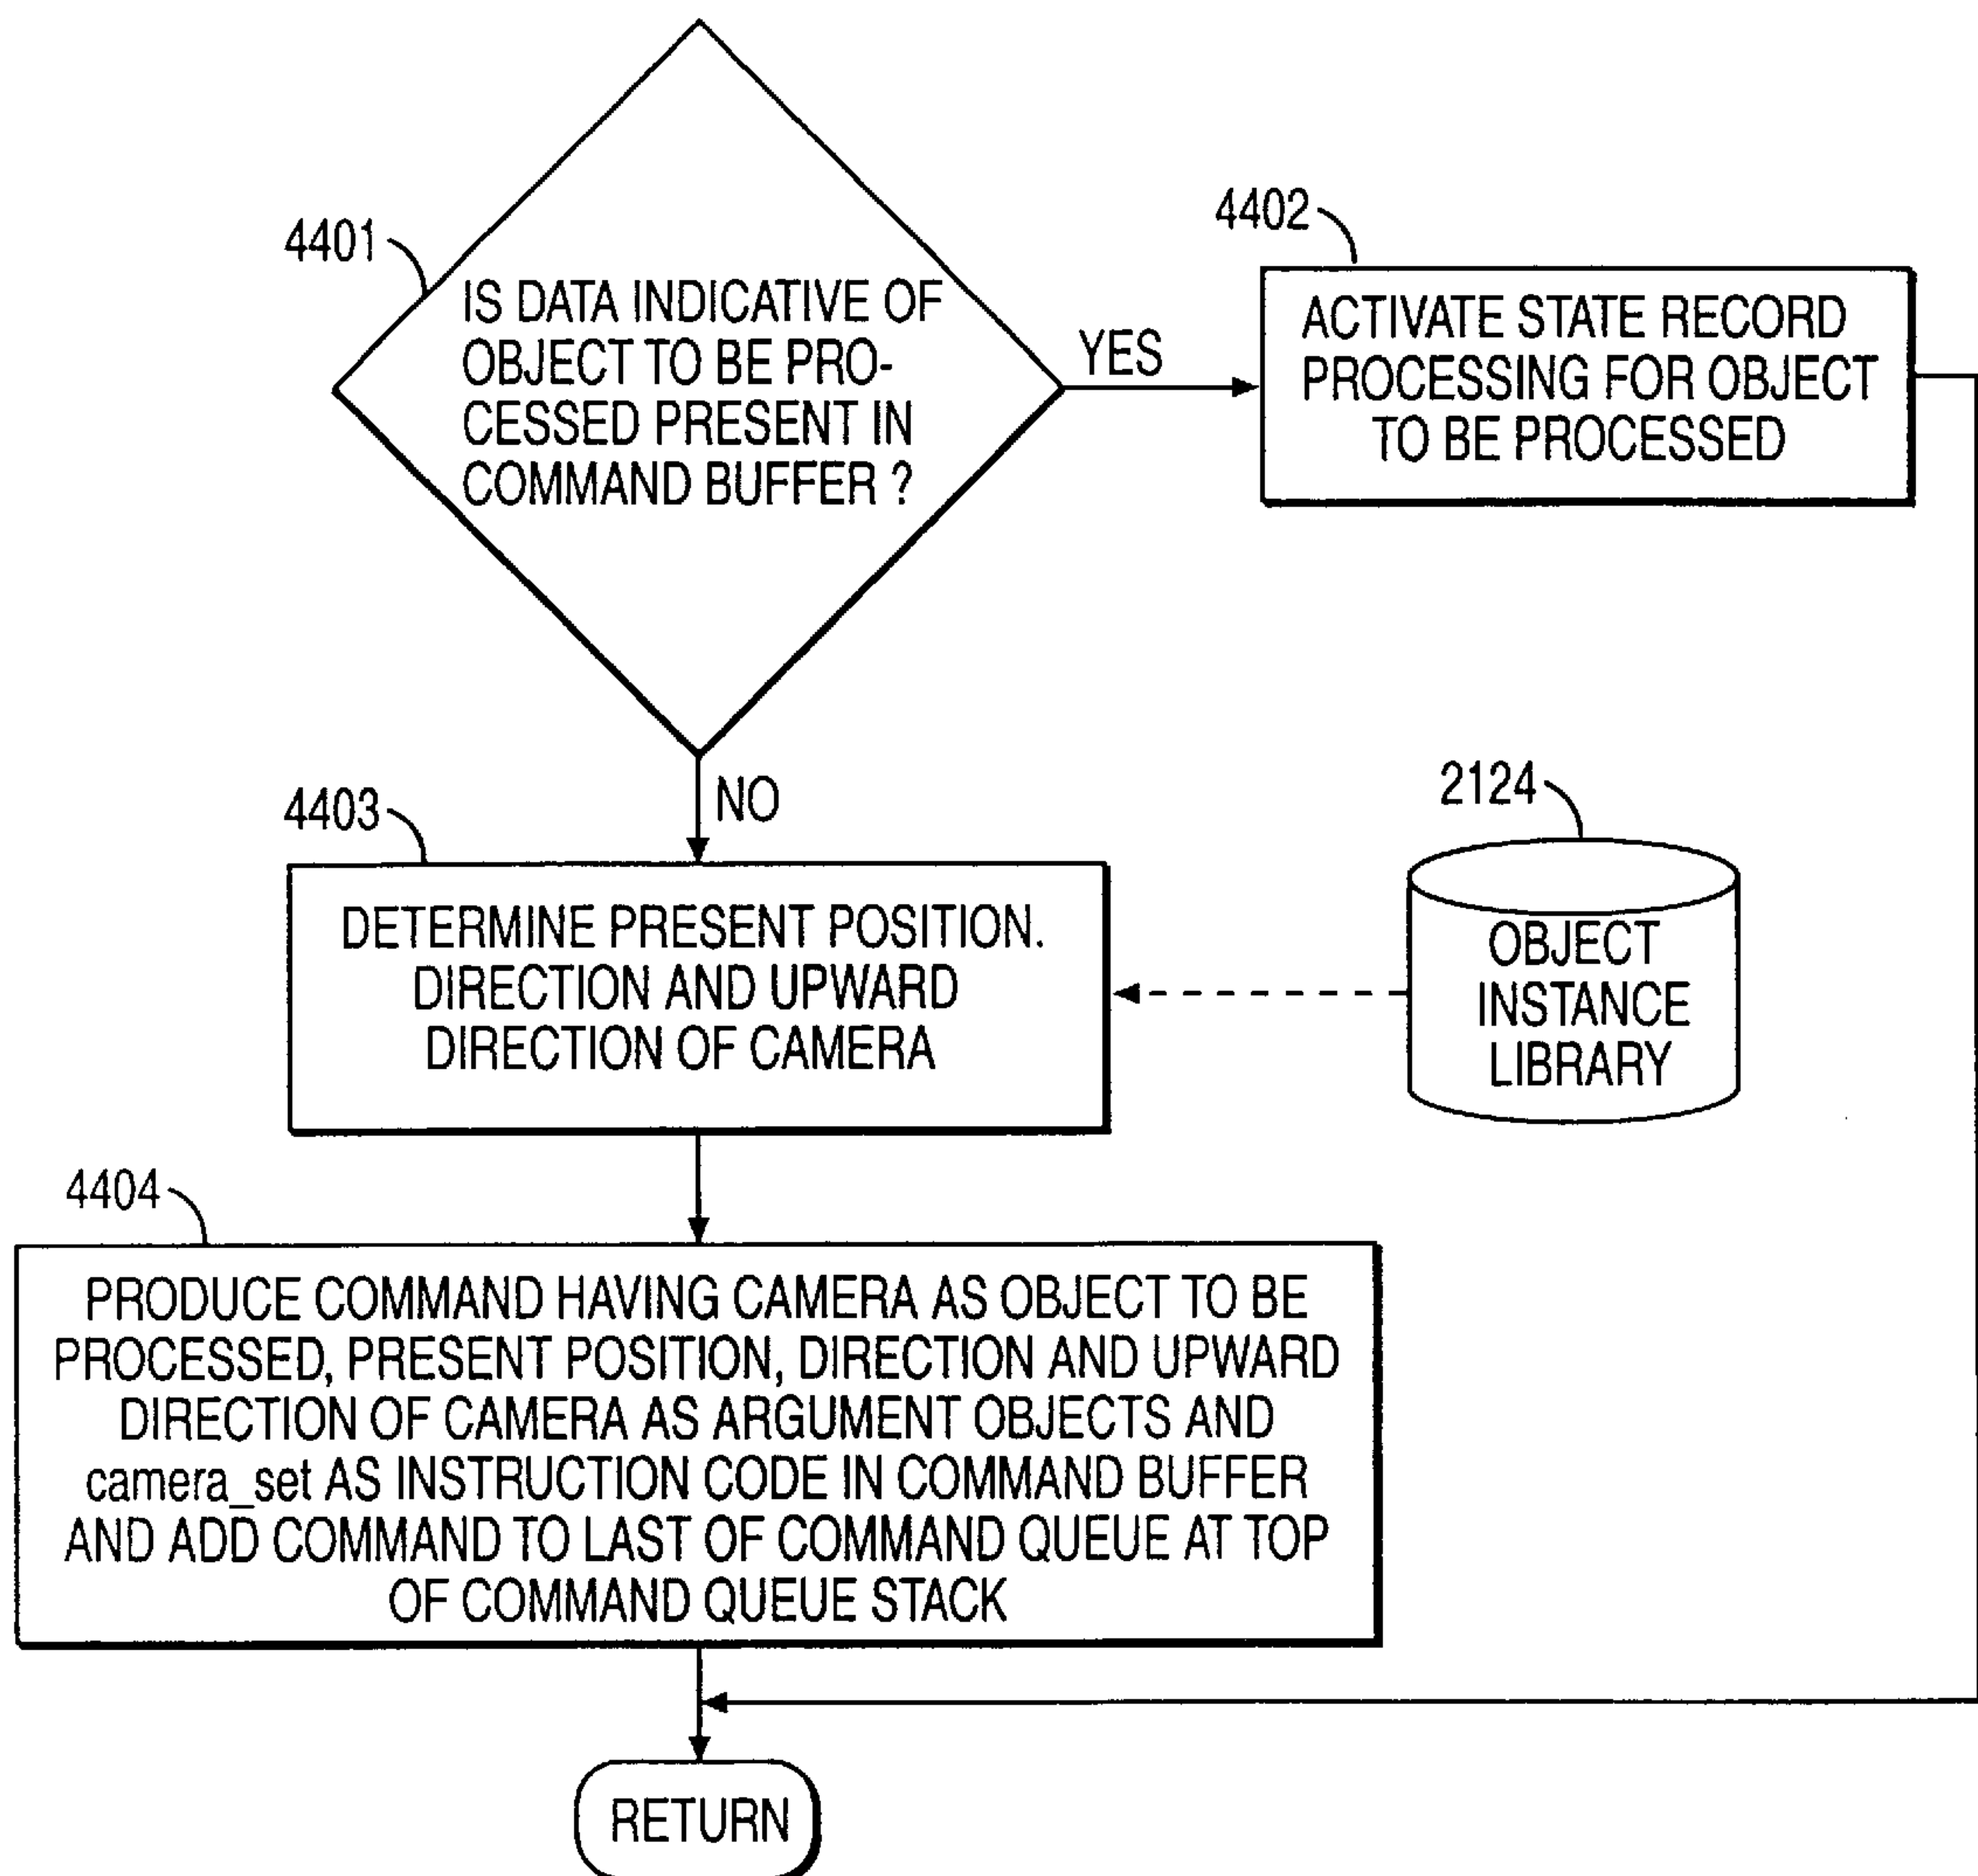 4401
IS DATA INDICATIVE OF
OBJECT TO BE PRO-
CESSED PRESENT IN
COMMAND BUFFER ?
YES
4402
ACTIVATE STATE RECORD
PROCESSING FOR OBJECT
TO BE PROCESSED
NO
4403
DETERMINE PRESENT POSITION.
DIRECTION AND UPWARD
DIRECTION OF CAMERA
2124
OBJECT
INSTANCE
LIBRARY
4404
PRODUCE COMMAND HAVING CAMERA AS OBJECT TO BE
PROCESSED, PRESENT POSITION, DIRECTION AND UPWARD
DIRECTION OF CAMERA AS ARGUMENT OBJECTS AND
camera_set AS INSTRUCTION CODE IN COMMAND BUFFER
AND ADD COMMAND TO LAST OF COMMAND QUEUE AT TOP
OF COMMAND QUEUE STACK
RETURN